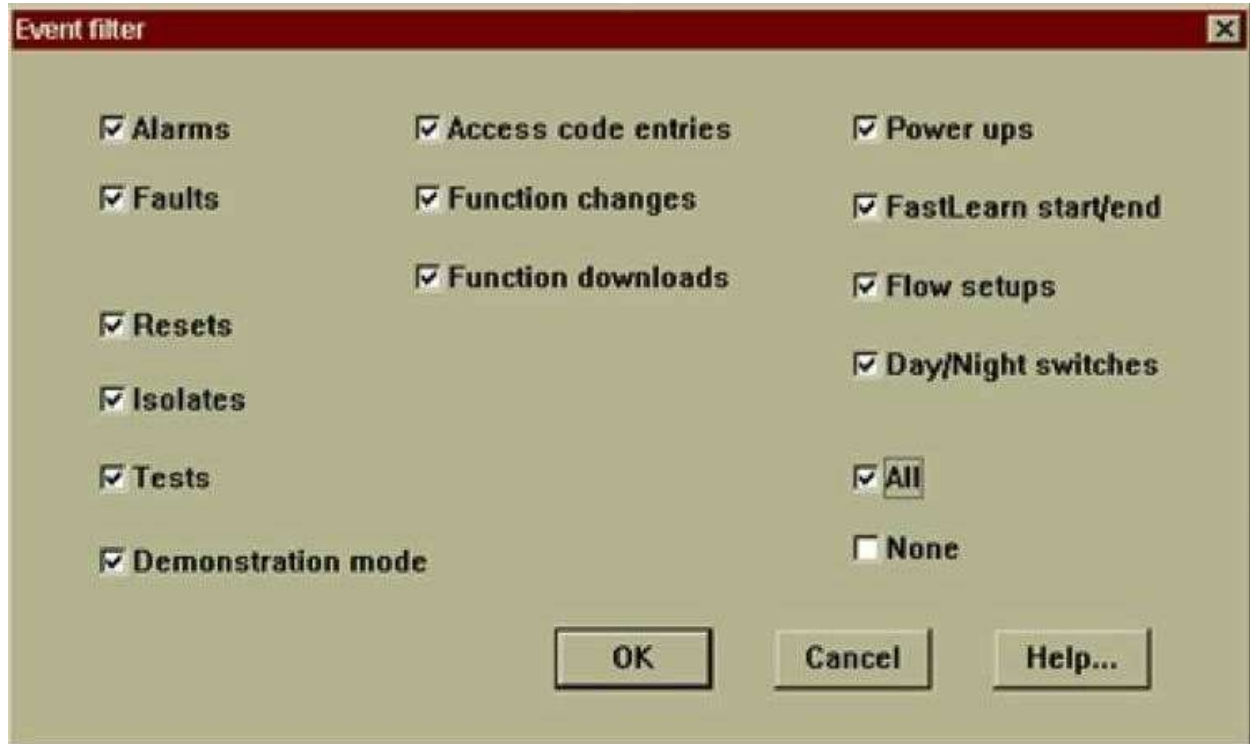 Event filter
Alarms
Access code entries
Power ups
Faults
Function changes
FastLearn start/end
Function downloads
Flow setups
Resets
Day/Night switches
Isolates
Tests
All
Demonstration mode
None
OK
Cancel
Help...